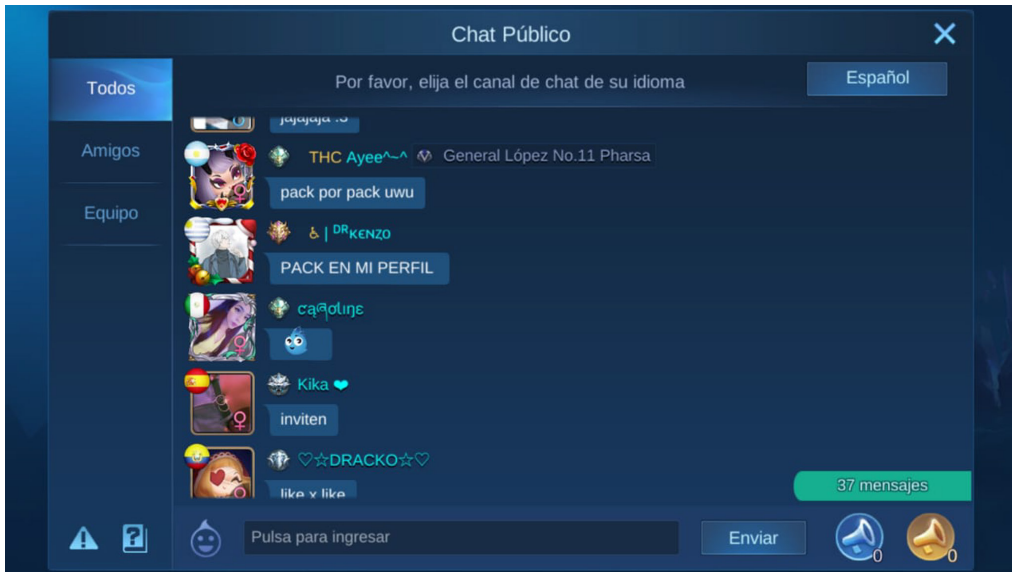 Chat Público
Todos
Por favor, elija el canal de chat de su idioma
Español
jajajaja :3
Amigos
THC Ayee^~^ General López No.11 Pharsa
pack por pack uwu
Equipo
♿ | ᴰᴿᴋᴇɴᴢᴏ
PACK EN MI PERFIL
Kika ❤
inviten
♡☆DRACKO☆♡
like x like
37 mensajes
Pulsa para ingresar
Enviar
0
0